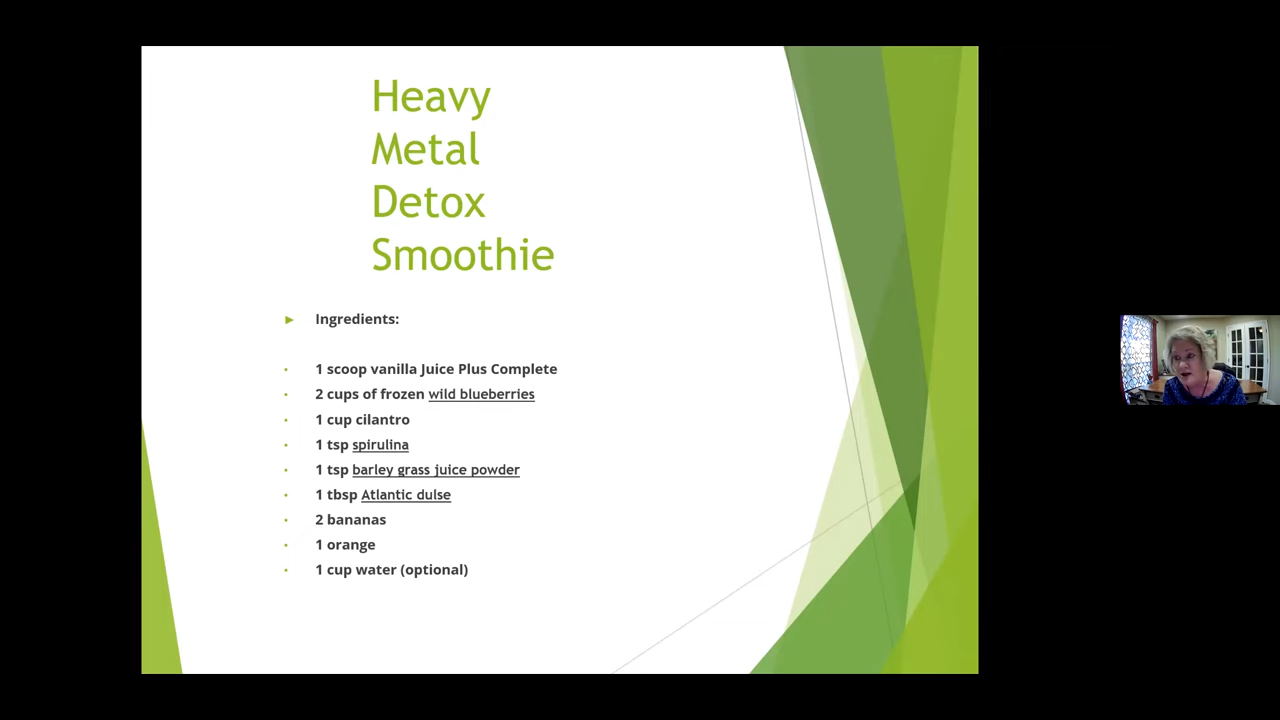 Heavy
Metal
Detox
Smoothie
Ingredients:
1 scoop vanilla Juice Plus Complete
2 cups of frozen wild blueberries
1 cup cilantro
1 tsp spirulina
1 tsp barley grass juice powder
1 tbsp Atlantic dulse
2 bananas
1 orange
1 cup water (optional)